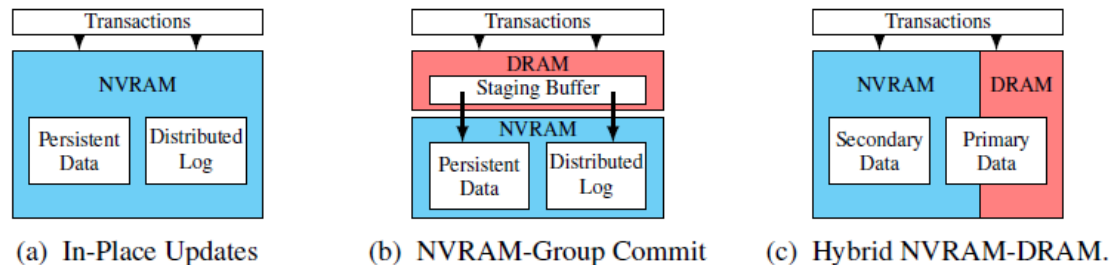 Transactions
NVRAM
Persistent
Data
Distributed
Log
(a) In-Place Updates
Transactions
DRAM
Staging Buffer
NVRAM
Persistent
Data
Distributed
Log
(b) NVRAM-Group Commit
Transactions
NVRAM
DRAM
Secondary
Data
Primary
Data
(c) Hybrid NVRAM-DRAM.